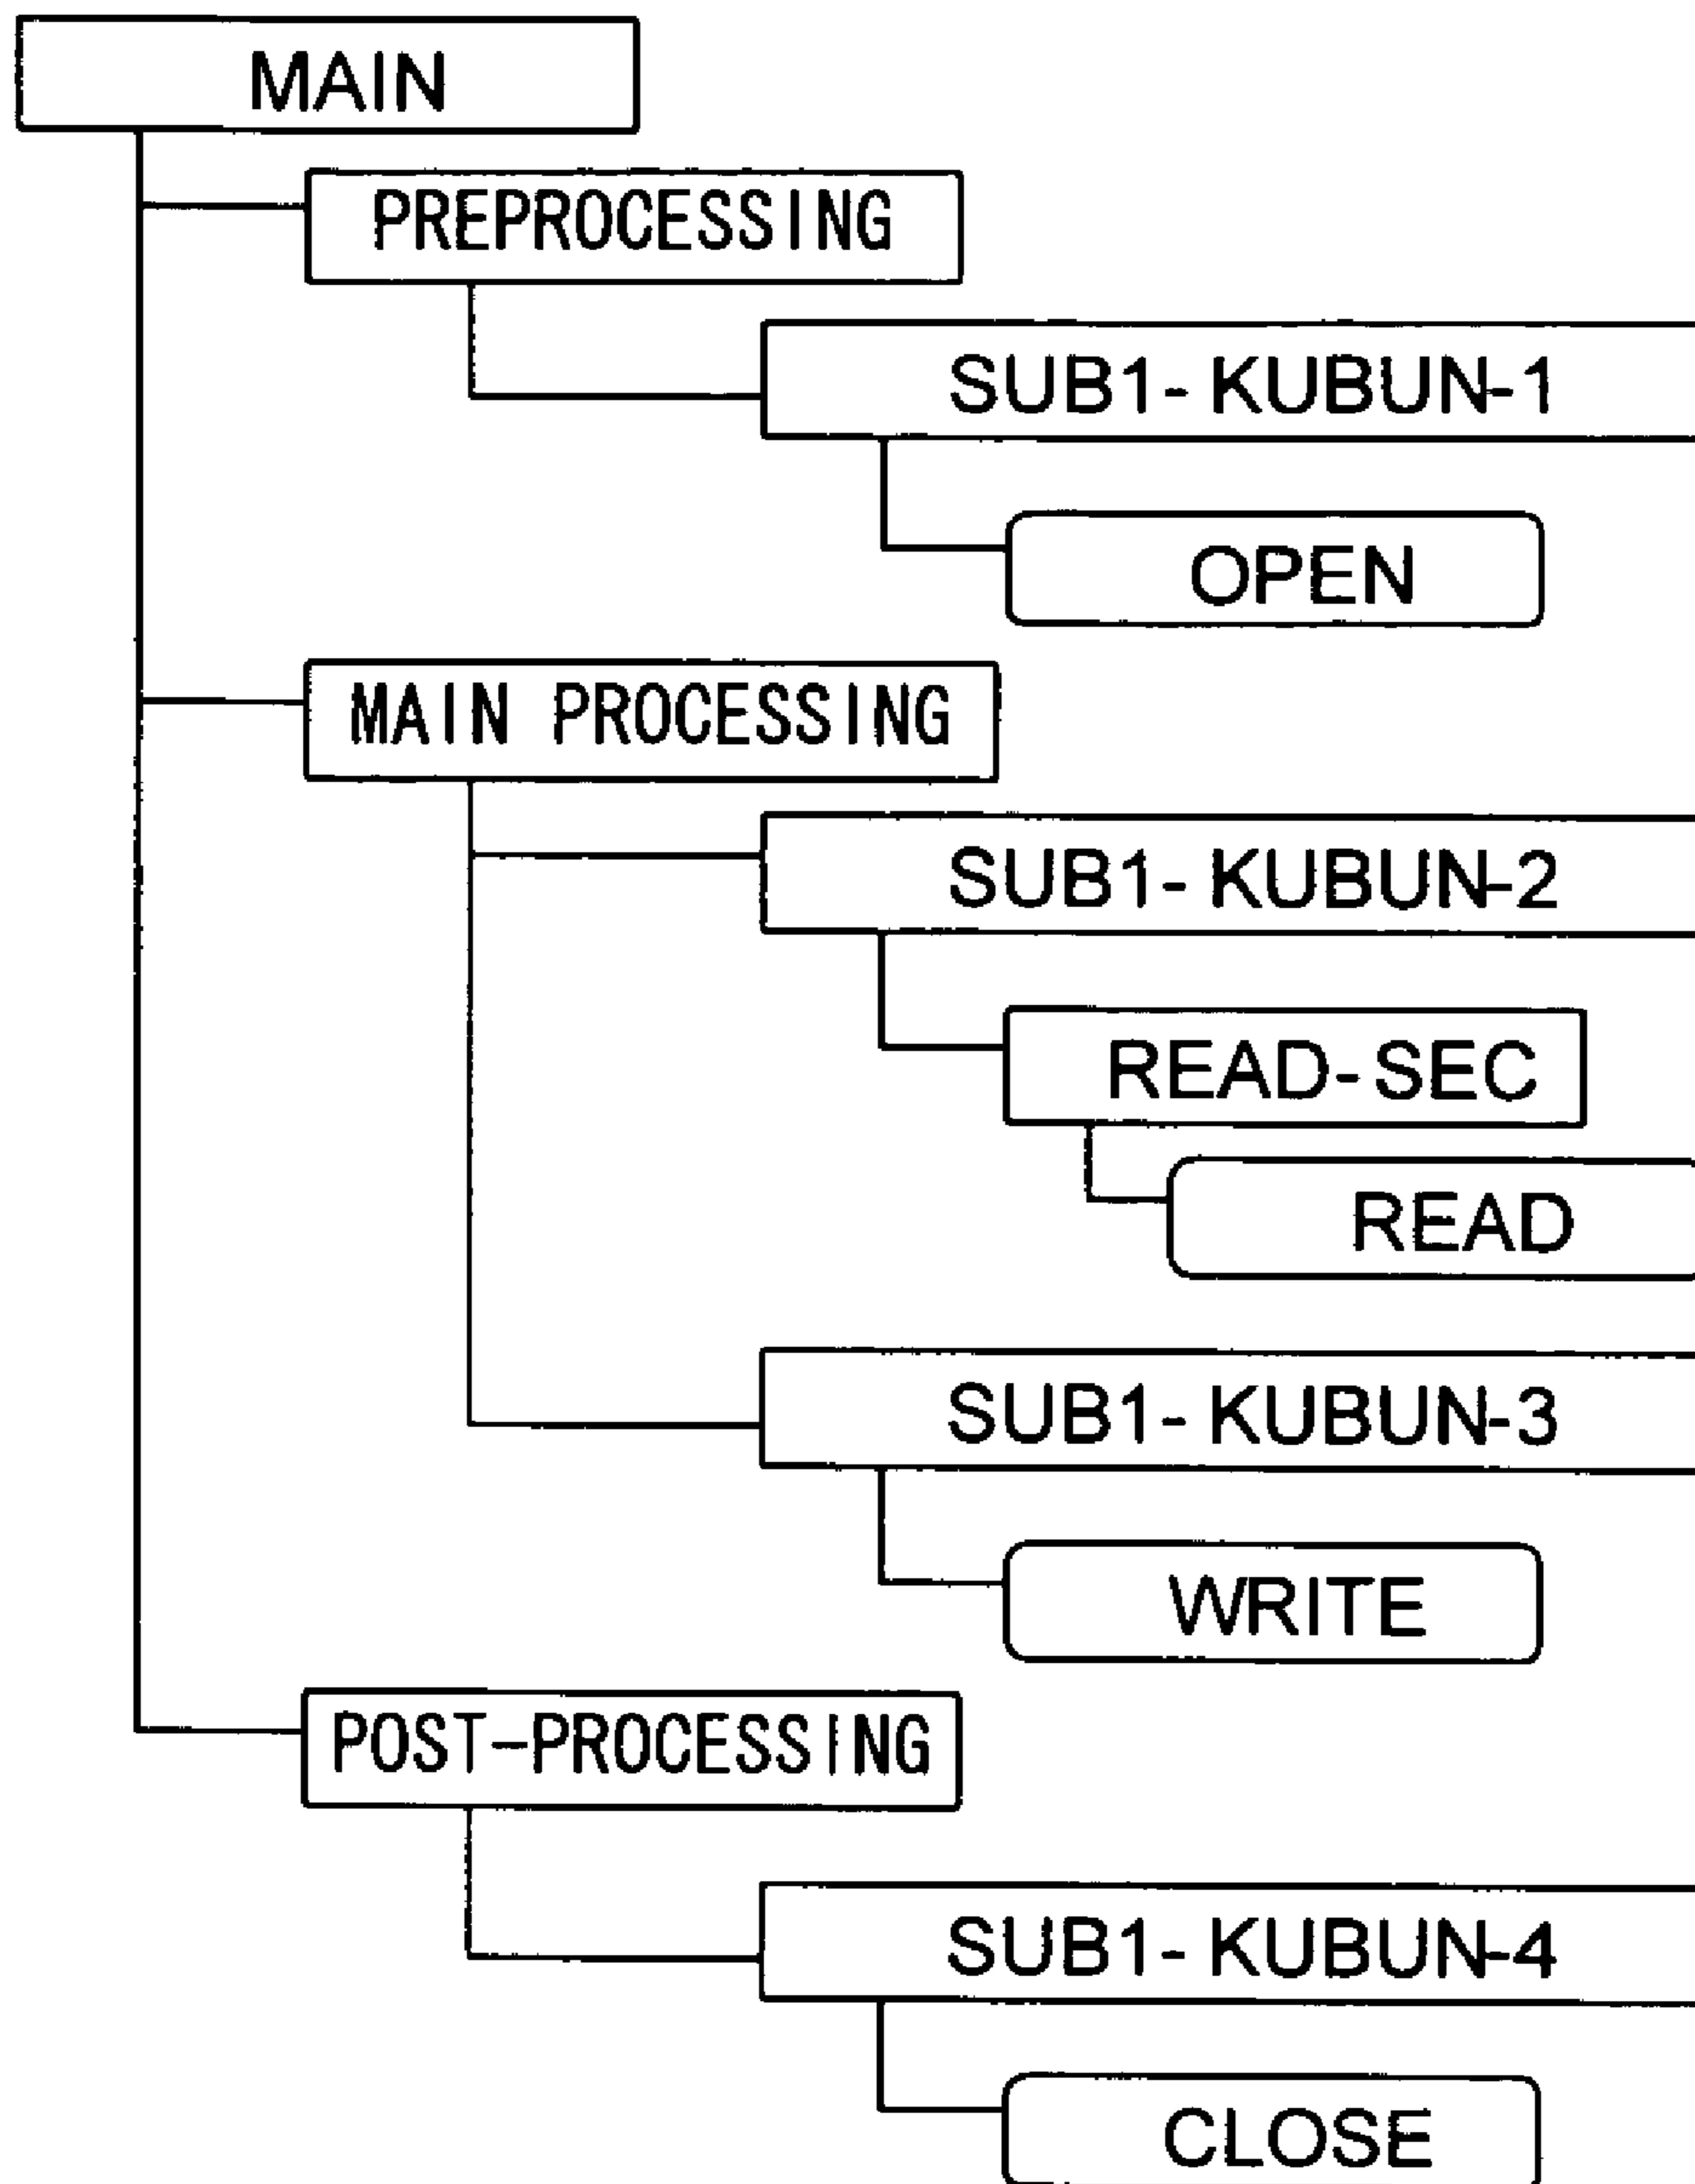 MAIN
PREPROCESSING
SUB1-KUBUN-1
OPEN
MAIN PROCESSING
SUB1-KUBUN-2
READ-SEC
READ
SUB1-KUBUN-3
WRITE
POST-PROCESSING
SUB1-KUBUN-4
CLOSE